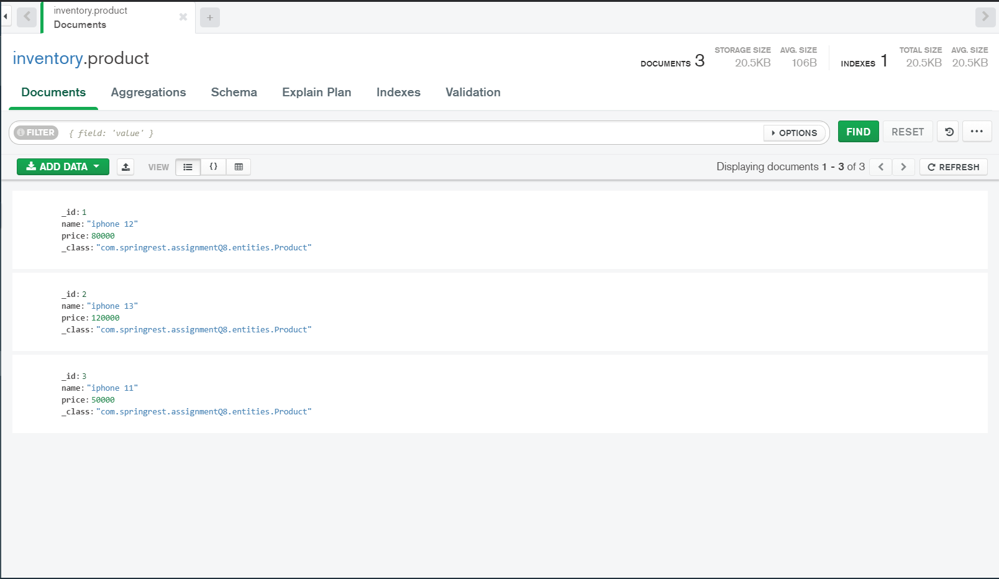 inventory.product
Documents
inventory.product
DOCUMENTS 3 STORAGE SIZE 20.5KB AVG. SIZE 106B INDEXES 1 TOTAL SIZE 20.5KB AVG. SIZE 20.5KB
Documents Aggregations Schema Explain Plan Indexes Validation
FILTER { field: 'value' } OPTIONS FIND RESET
ADD DATA VIEW {} Displaying documents 1 - 3 of 3 REFRESH
_id: 1
name: "iphone 12"
price: 80000
_class: "com.springrest.assignmentQ8.entities.Product"
_id: 2
name: "iphone 13"
price: 120000
_class: "com.springrest.assignmentQ8.entities.Product"
_id: 3
name: "iphone 11"
price: 50000
_class: "com.springrest.assignmentQ8.entities.Product"